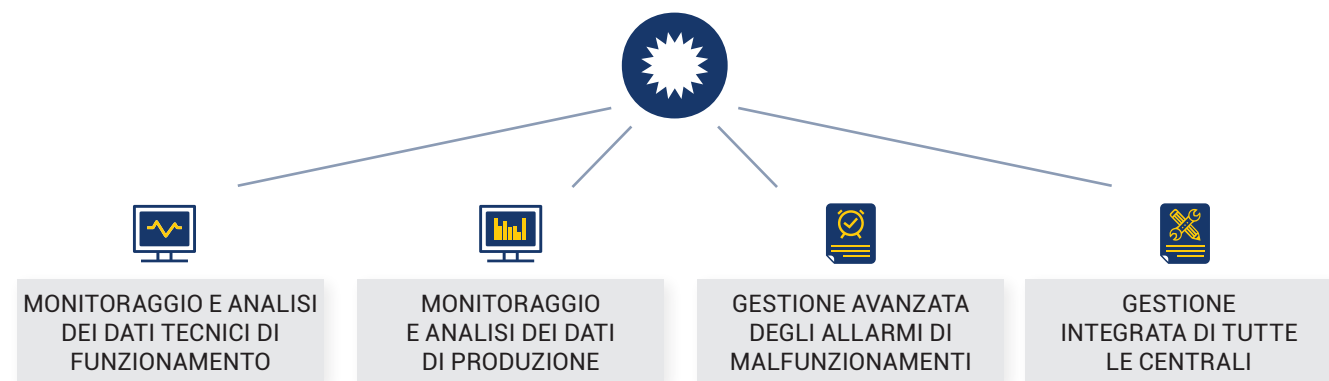 MONITORAGGIO E ANALISI
DEI DATI TECNICI DI
FUNZIONAMENTO
MONITORAGGIO
E ANALISI DEI DATI
DI PRODUZIONE
GESTIONE AVANZATA
DEGLI ALLARMI DI
MALFUNZIONAMENTI
GESTIONE
INTEGRATA DI TUTTE
LE CENTRALI